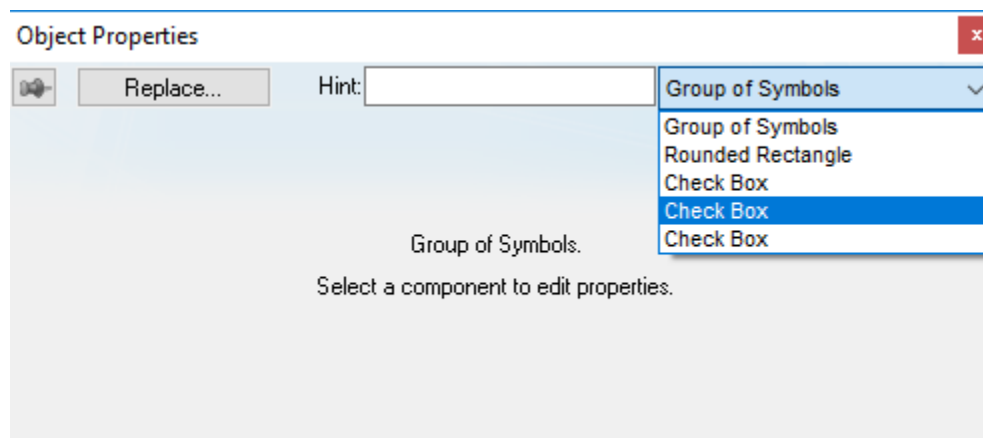 Object Properties
x
Replace...
Hint:
Group of Symbols
Group of Symbols
Rounded Rectangle
Check Box
Check Box
Check Box
Group of Symbols.
Select a component to edit properties.